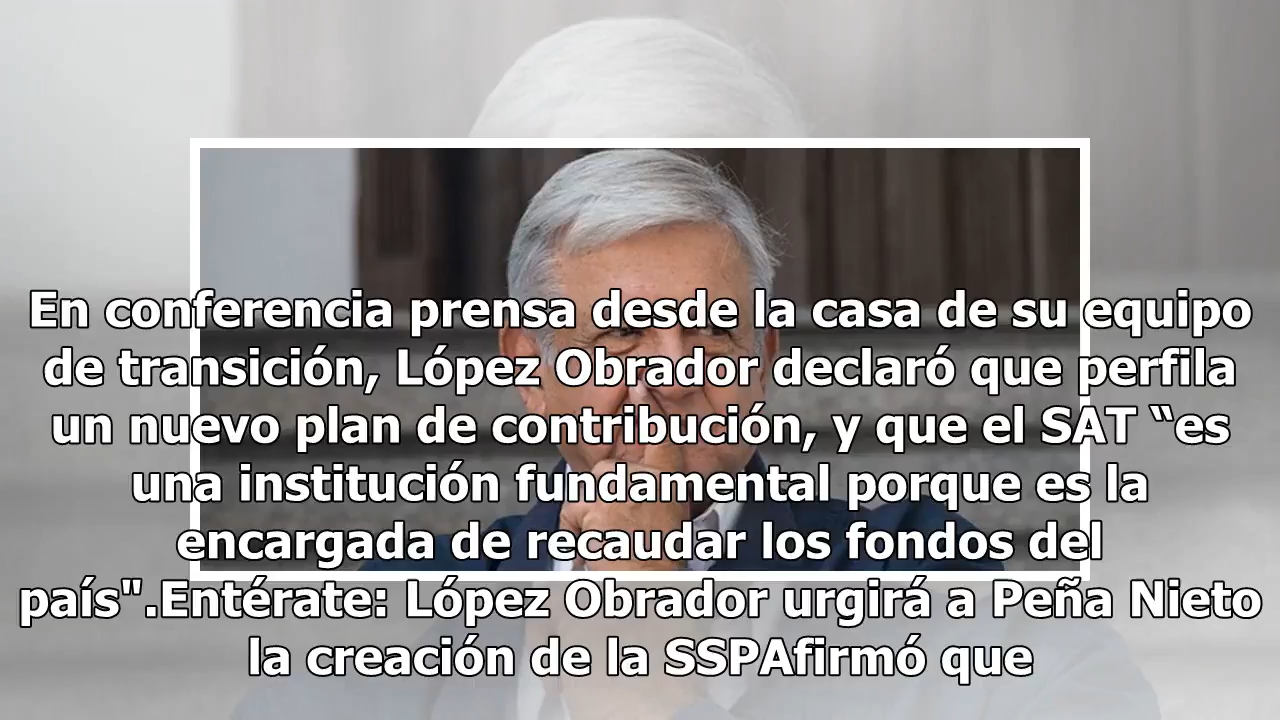 En conferencia prensa desde la casa de su equipo
de transición, López Obrador declaró que perfila
un nuevo plan de contribución, y que el SAT “es
una institución fundamental porque es la
encargada de recaudar los fondos del
país".Entérate: López Obrador urgirá a Peña Nieto
la creación de la SSPAfirmó que